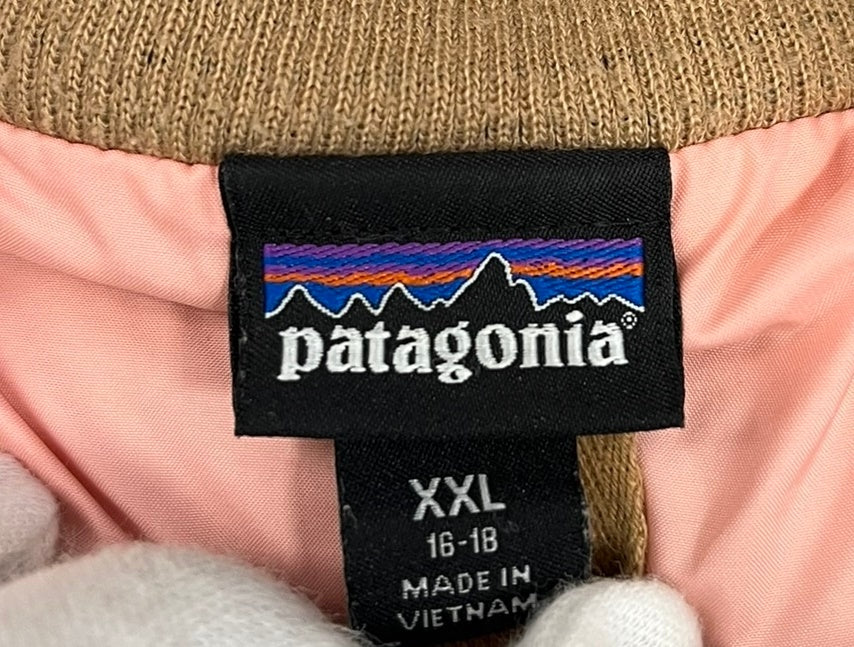 patagonia®
XXL
16-18
MADE IN
VIETNAM